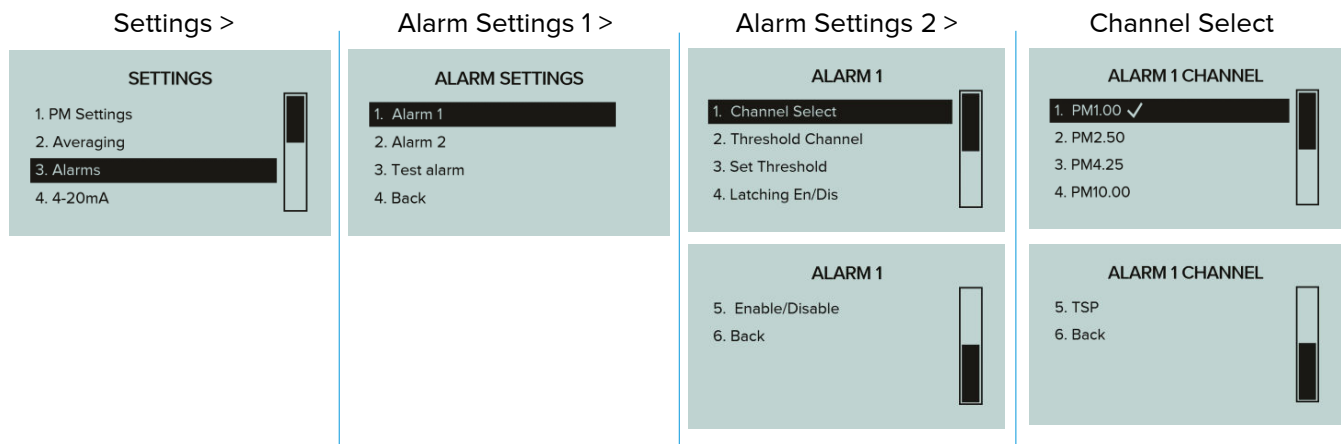 Settings >
SETTINGS
1. PM Settings
2. Averaging
3. Alarms
4. 4-20mA
Alarm Settings 1 >
ALARM SETTINGS
1. Alarm 1
2. Alarm 2
3. Test alarm
4. Back
Alarm Settings 2 >
ALARM 1
1. Channel Select
2. Threshold Channel
3. Set Threshold
4. Latching En/Dis
ALARM 1
5. Enable/Disable
6. Back
Channel Select
ALARM 1 CHANNEL
1. PM1.00 ✓
2. PM2.50
3. PM4.25
4. PM10.00
ALARM 1 CHANNEL
5. TSP
6. Back